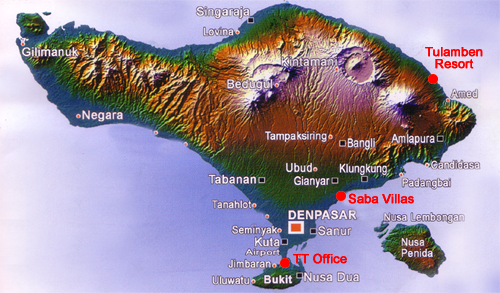 Singaraja
Lovina
Gilimanuk
Kintamani
Tulamben
Resort
Bedugul
Amed
Negara
Tampaksiring
Bangli
Amlapura
Ubud
Klungkung
Candidasa
Tabanan
Gianyar
Padangbai
Tanahlot
Saba Villas
DENPASAR
Nusa Lembongan
Seminyak
Sanur
Kuta
Nusa
Penida
Airport
TT Office
Jimbaran
Uluwatu
Bukit
Nusa Dua